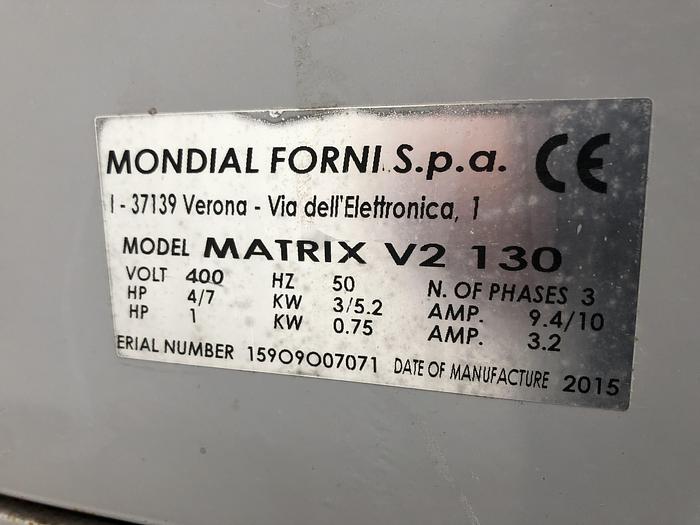 MONDIAL FORNI S.p.a. CE
I - 37139 Verona - Via dell'Elettronica, 1
MODEL MATRIX V2 130
VOLT 400 HZ 50 N. OF PHASES 3
HP 4/7 KW 3/5.2 AMP. 9.4/10
HP 1 KW 0.75 AMP. 3.2
ERIAL NUMBER 15909007071 DATE OF MANUFACTURE 2015